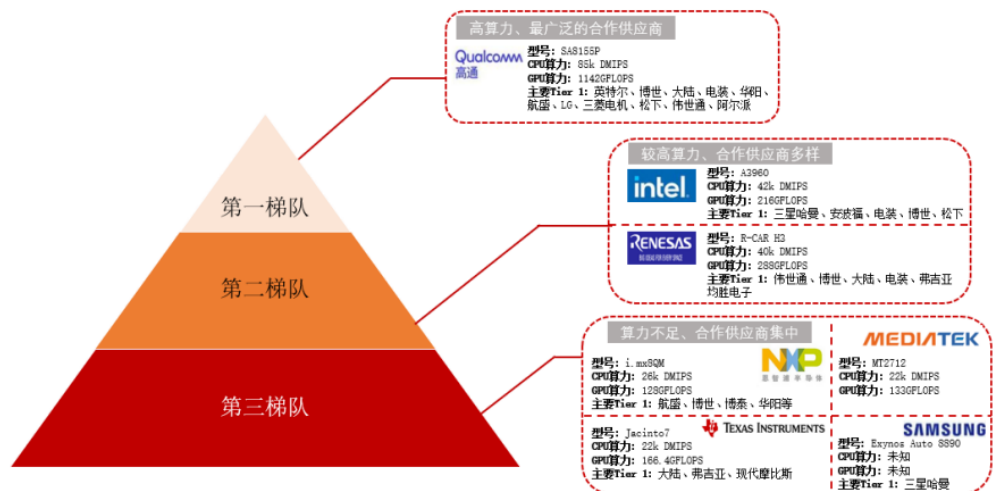 高算力、最广泛的合作供应商
Qualcomm
高通
型号: SA8155P
CPU算力: 85k DMIPS
GPU算力: 1142GFLOPS
主要Tier 1: 英特尔、博世、大陆、电装、华阳、
航盛、LG、三菱电机、松下、伟世通、阿尔派
第一梯队
较高算力、合作供应商多样
intel.
型号: A3960
CPU算力: 42k DMIPS
GPU算力: 216GFLOPS
主要Tier 1: 三星哈曼、安波福、电装、博世、松下
RENESAS
BIG IDEAS FOR EVERY SPACE
型号: R-CAR H3
CPU算力: 40k DMIPS
GPU算力: 288GFLOPS
主要Tier 1: 伟世通、博世、大陆、电装、弗吉亚
均胜电子
第二梯队
算力不足、合作供应商集中
NXP
恩智浦半导体
型号: i.mx8QM
CPU算力: 26k DMIPS
GPU算力: 128GFLOPS
主要Tier 1: 航盛、博世、博泰、华阳等
MEDIATEK
型号: MT2712
CPU算力: 22k DMIPS
GPU算力: 133GFLOPS
第三梯队
TEXAS INSTRUMENTS
型号: Jacinto7
CPU算力: 22k DMIPS
GPU算力: 166.4GFLOPS
主要Tier 1: 大陆、弗吉亚、现代摩比斯
SAMSUNG
型号: Exynos Auto 8890
CPU算力: 未知
GPU算力: 未知
主要Tier 1: 三星哈曼